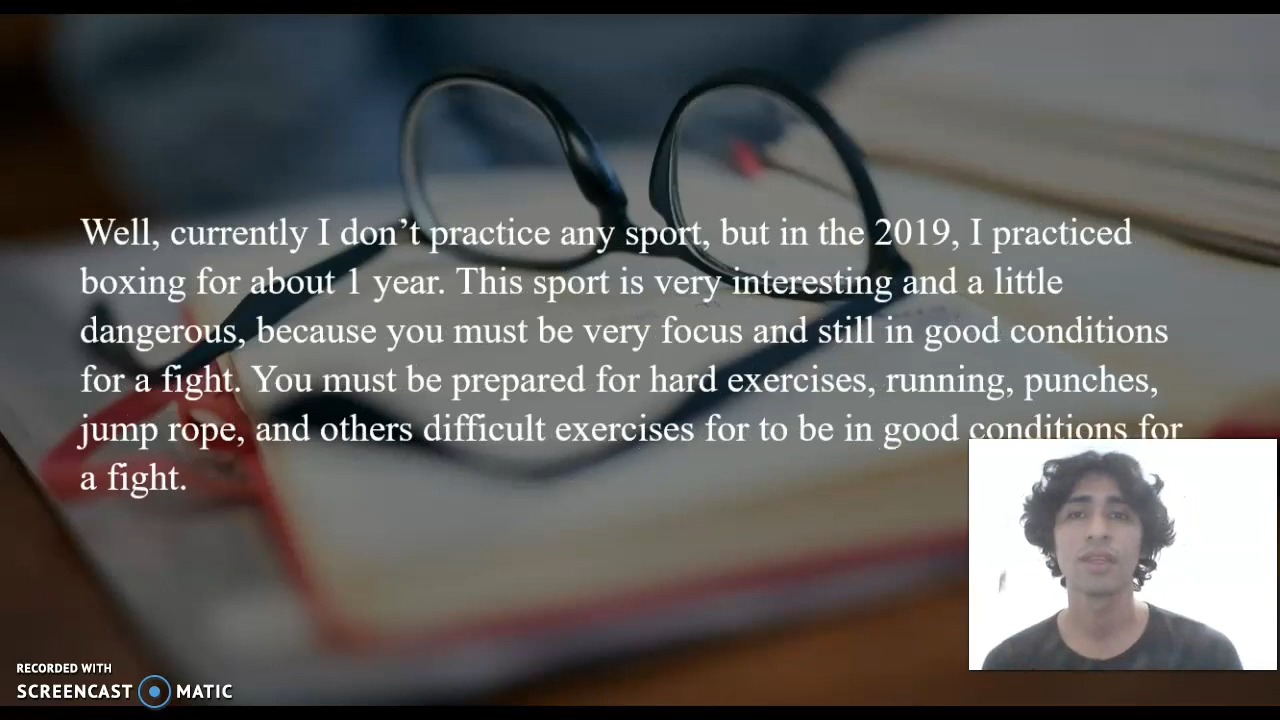 Well, currently I don’t practice any sport, but in the 2019, I practiced
boxing for about 1 year. This sport is very interesting and a little
dangerous, because you must be very focus and still in good conditions
for a fight. You must be prepared for hard exercises, running, punches,
jump rope, and others difficult exercises for to be in good conditions for
a fight.
RECORDED WITH
SCREENCAST MATIC